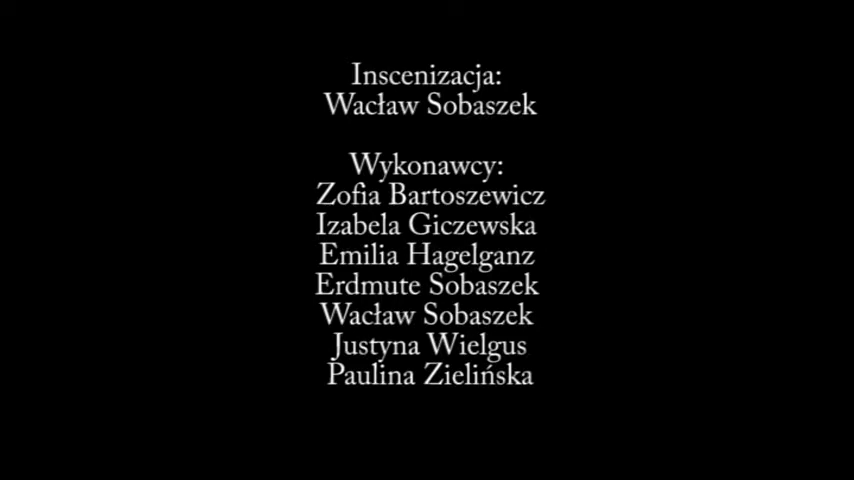 Inscenizacja:
Wacław Sobaszek
Wykonawcy:
Zofia Bartoszewicz
Izabela Giczewska
Emilia Hagelganz
Erdmute Sobaszek
Wacław Sobaszek
Justyna Wielgus
Paulina Zielińska